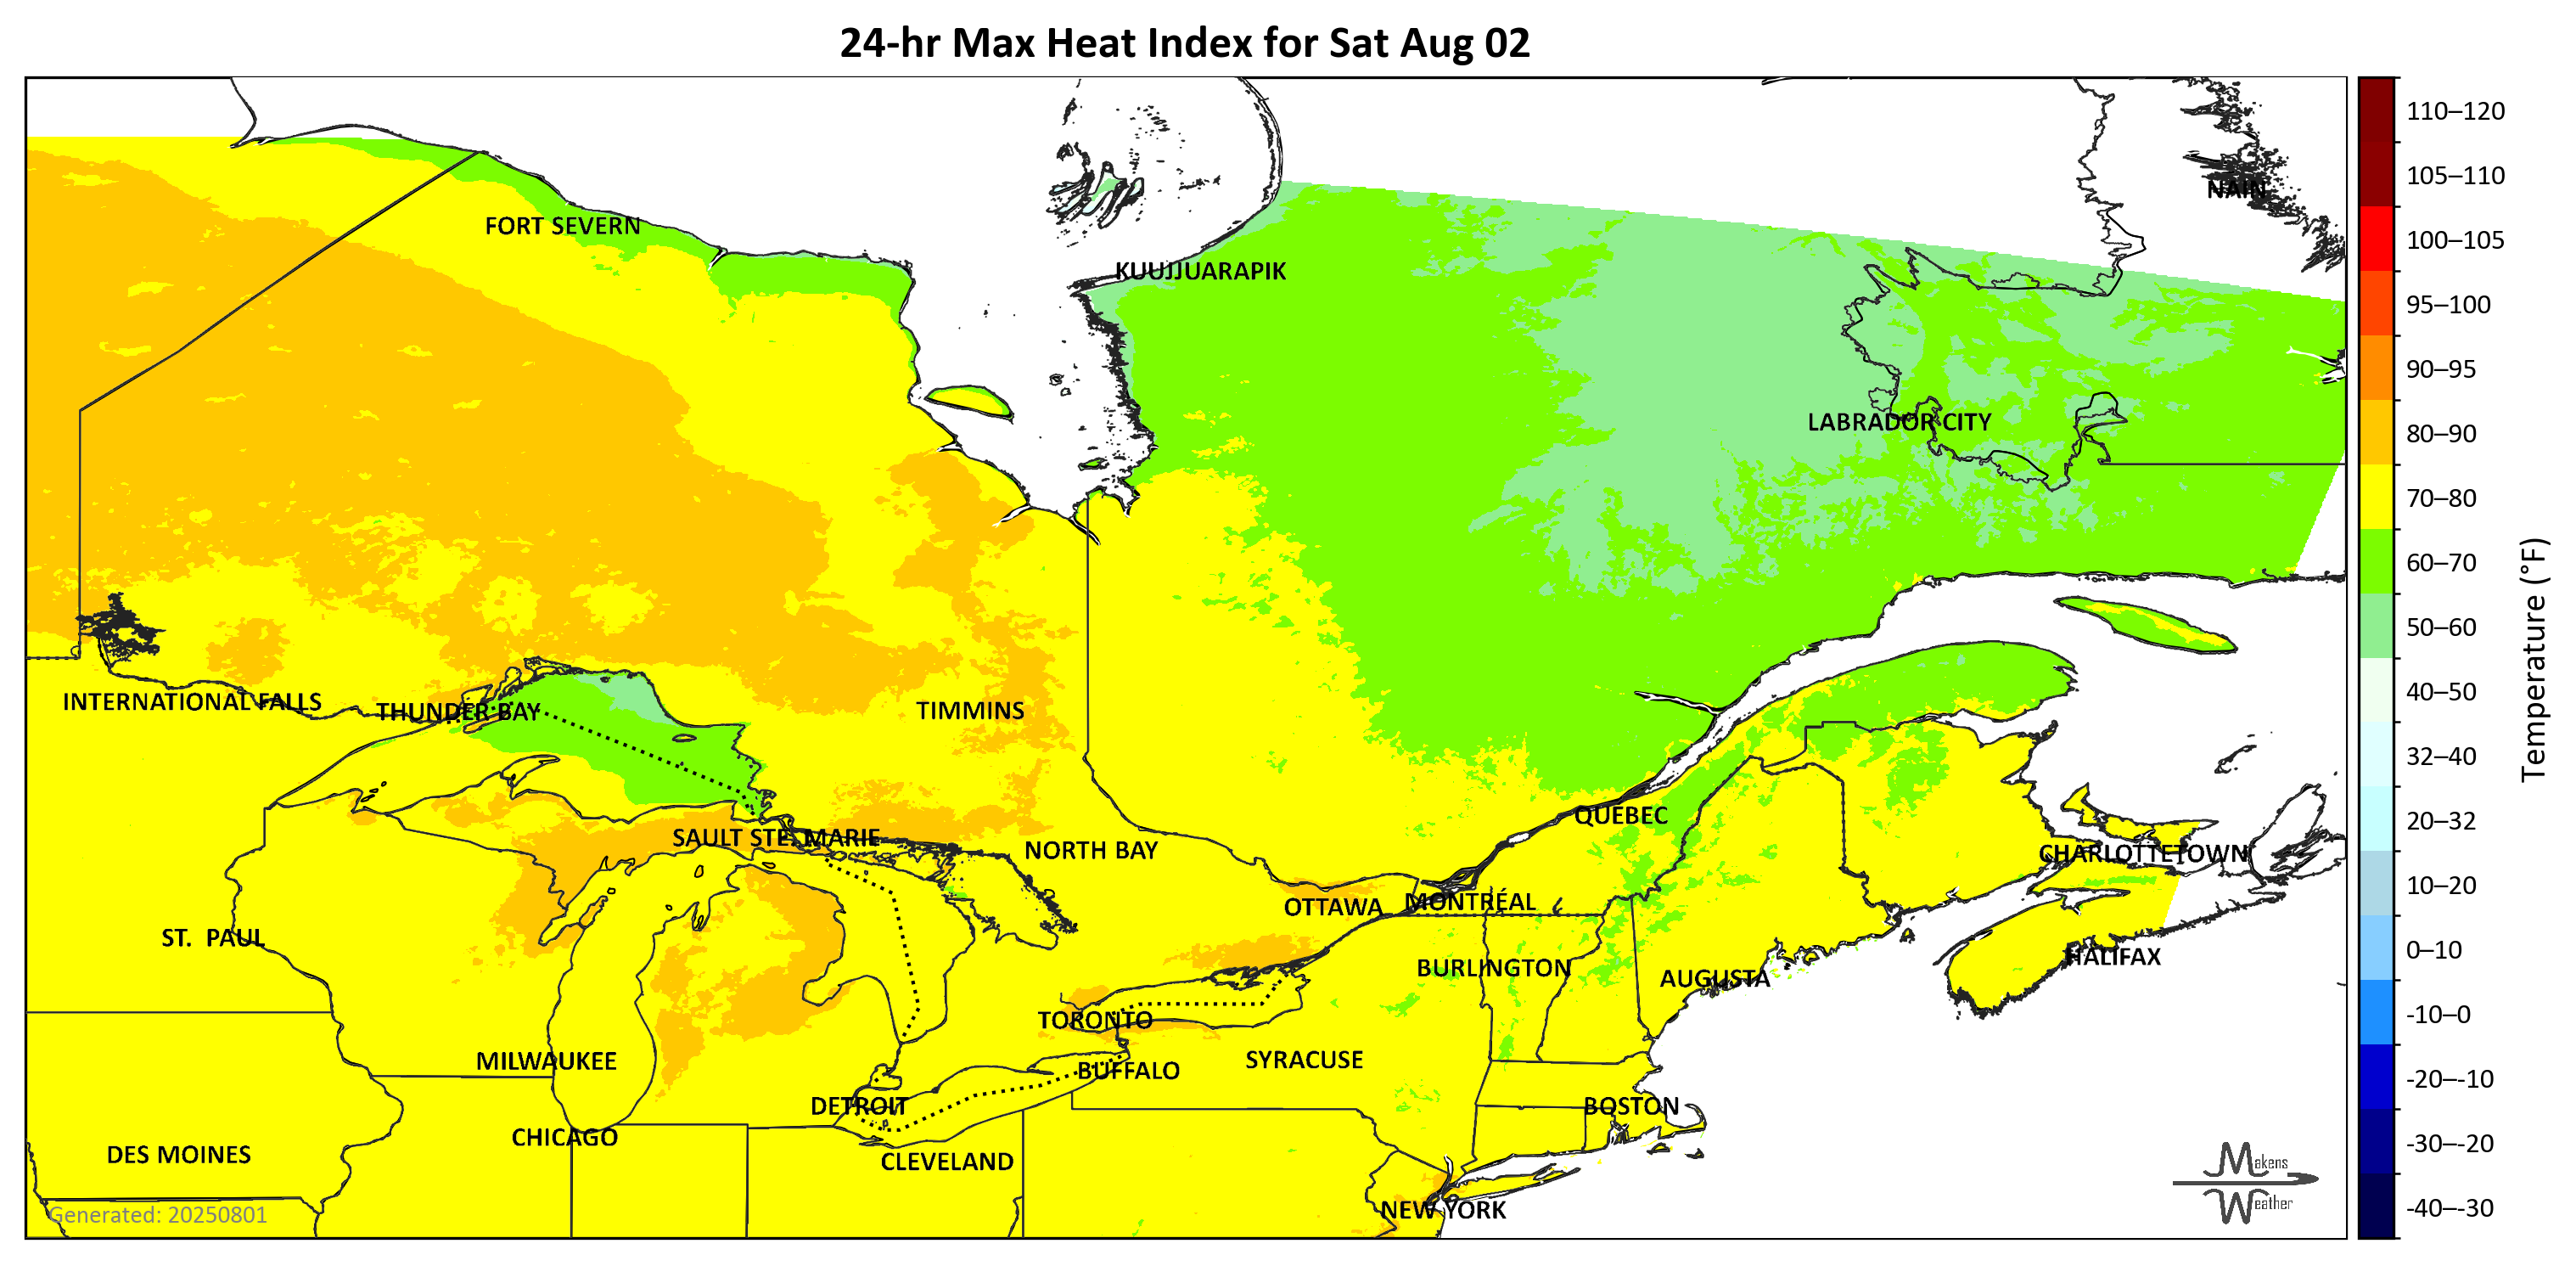 24-hr Max Heat Index for Sat Aug 02
NAIN
FORT SEVERN
KUUJJUARAPIK
LABRADOR CITY
INTERNATIONAL FALLS
THUNDER BAY
TIMMINS
QUEBEC
SAULT STE. MARIE
NORTH BAY
CHARLOTTETOWN
OTTAWA
MONTRÉAL
ST. PAUL
HALIFAX
BURLINGTON
AUGUSTA
TORONTO
MILWAUKEE
BUFFALO
SYRACUSE
DETROIT
BOSTON
CHICAGO
DES MOINES
CLEVELAND
NEW YORK
Generated: 20250801
Makens
Weather
110–120
105–110
100–105
95–100
90–95
80–90
70–80
60–70
50–60
40–50
32–40
20–32
10–20
0–10
-10–0
-20–-10
-30–-20
-40–-30
Temperature (°F)